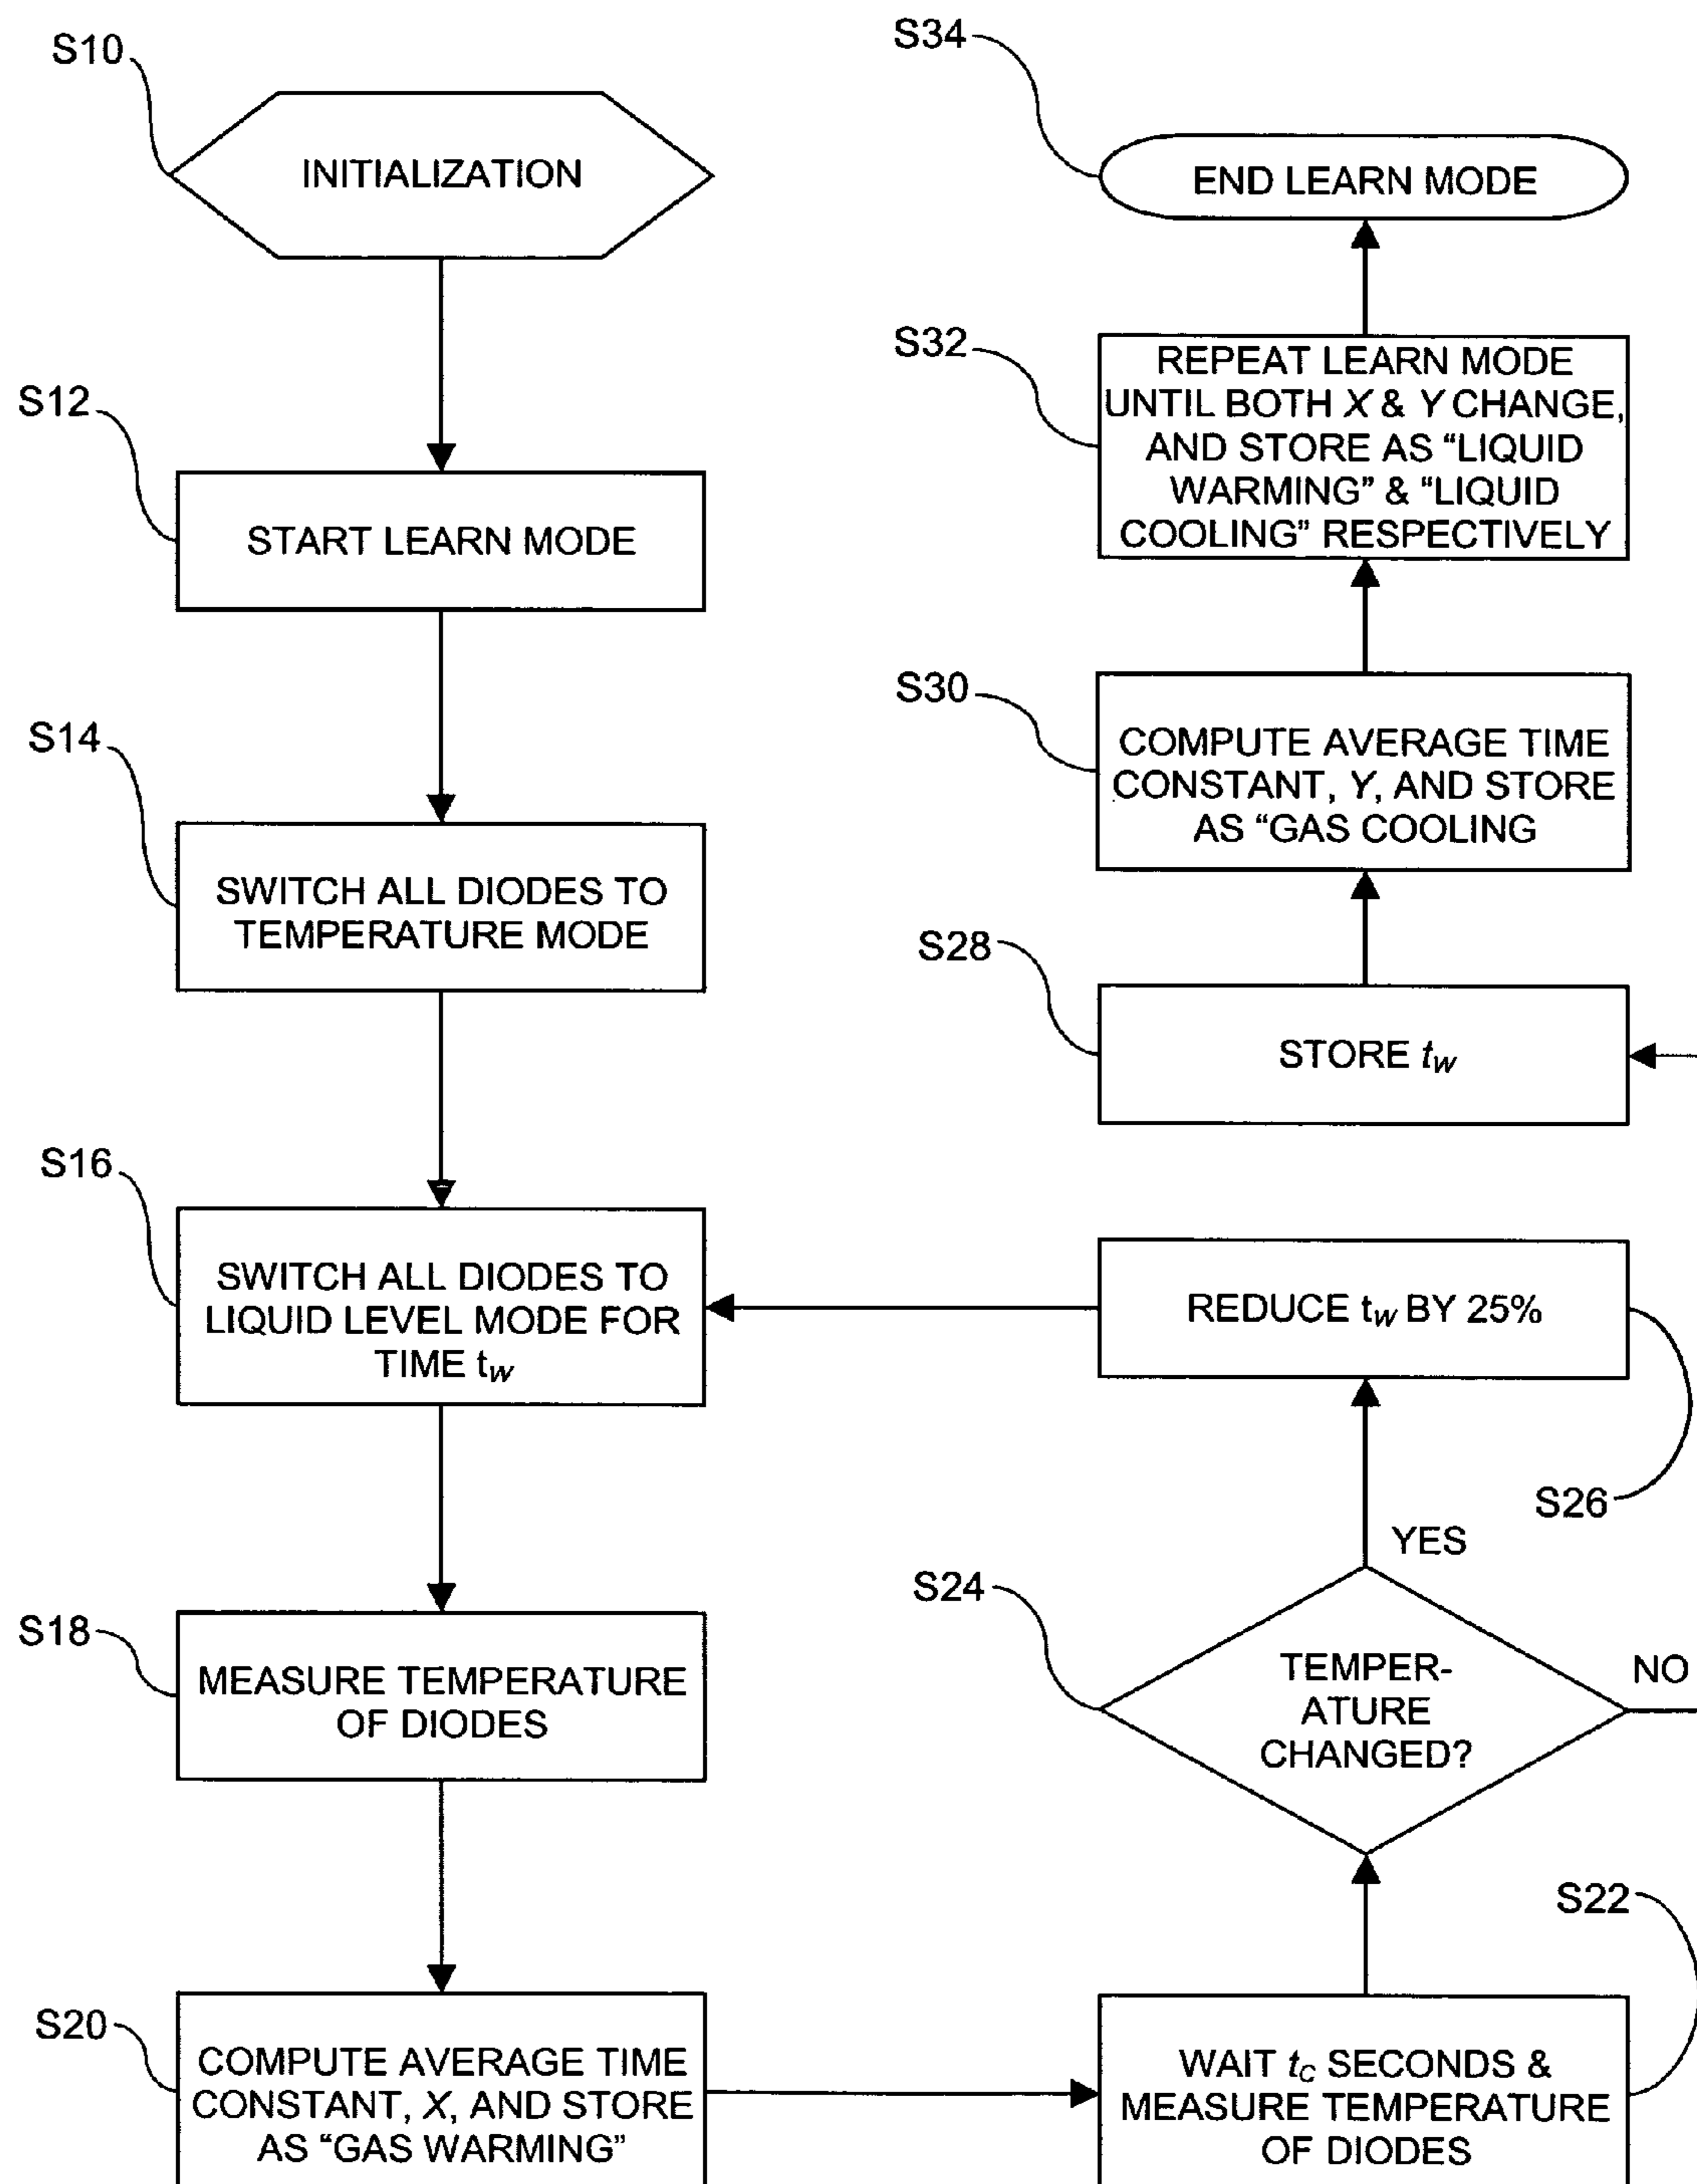 S10
INITIALIZATION
S12
START LEARN MODE
S14
SWITCH ALL DIODES TO
TEMPERATURE MODE
S16
SWITCH ALL DIODES TO
LIQUID LEVEL MODE FOR
TIME tw
S18
MEASURE TEMPERATURE
OF DIODES
S20
COMPUTE AVERAGE TIME
CONSTANT, X, AND STORE
AS “GAS WARMING”
S22
WAIT tc SECONDS &
MEASURE TEMPERATURE
OF DIODES
S24
TEMPER-
ATURE
CHANGED?
YES
NO
S26
REDUCE tw BY 25%
S28
STORE tw
S30
COMPUTE AVERAGE TIME
CONSTANT, Y, AND STORE
AS “GAS COOLING
S32
REPEAT LEARN MODE
UNTIL BOTH X & Y CHANGE,
AND STORE AS “LIQUID
WARMING” & “LIQUID
COOLING” RESPECTIVELY
S34
END LEARN MODE